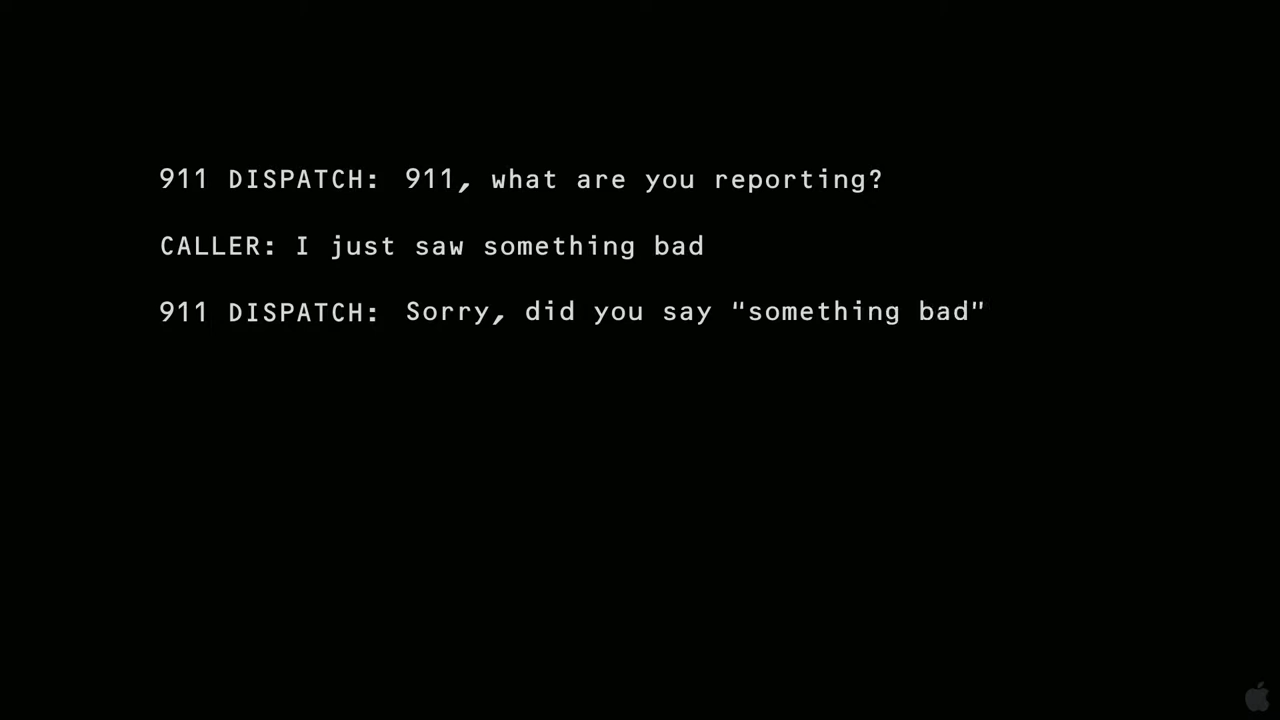 911 DISPATCH: 911, what are you reporting?
CALLER: I just saw something bad
911 DISPATCH: Sorry, did you say "something bad"